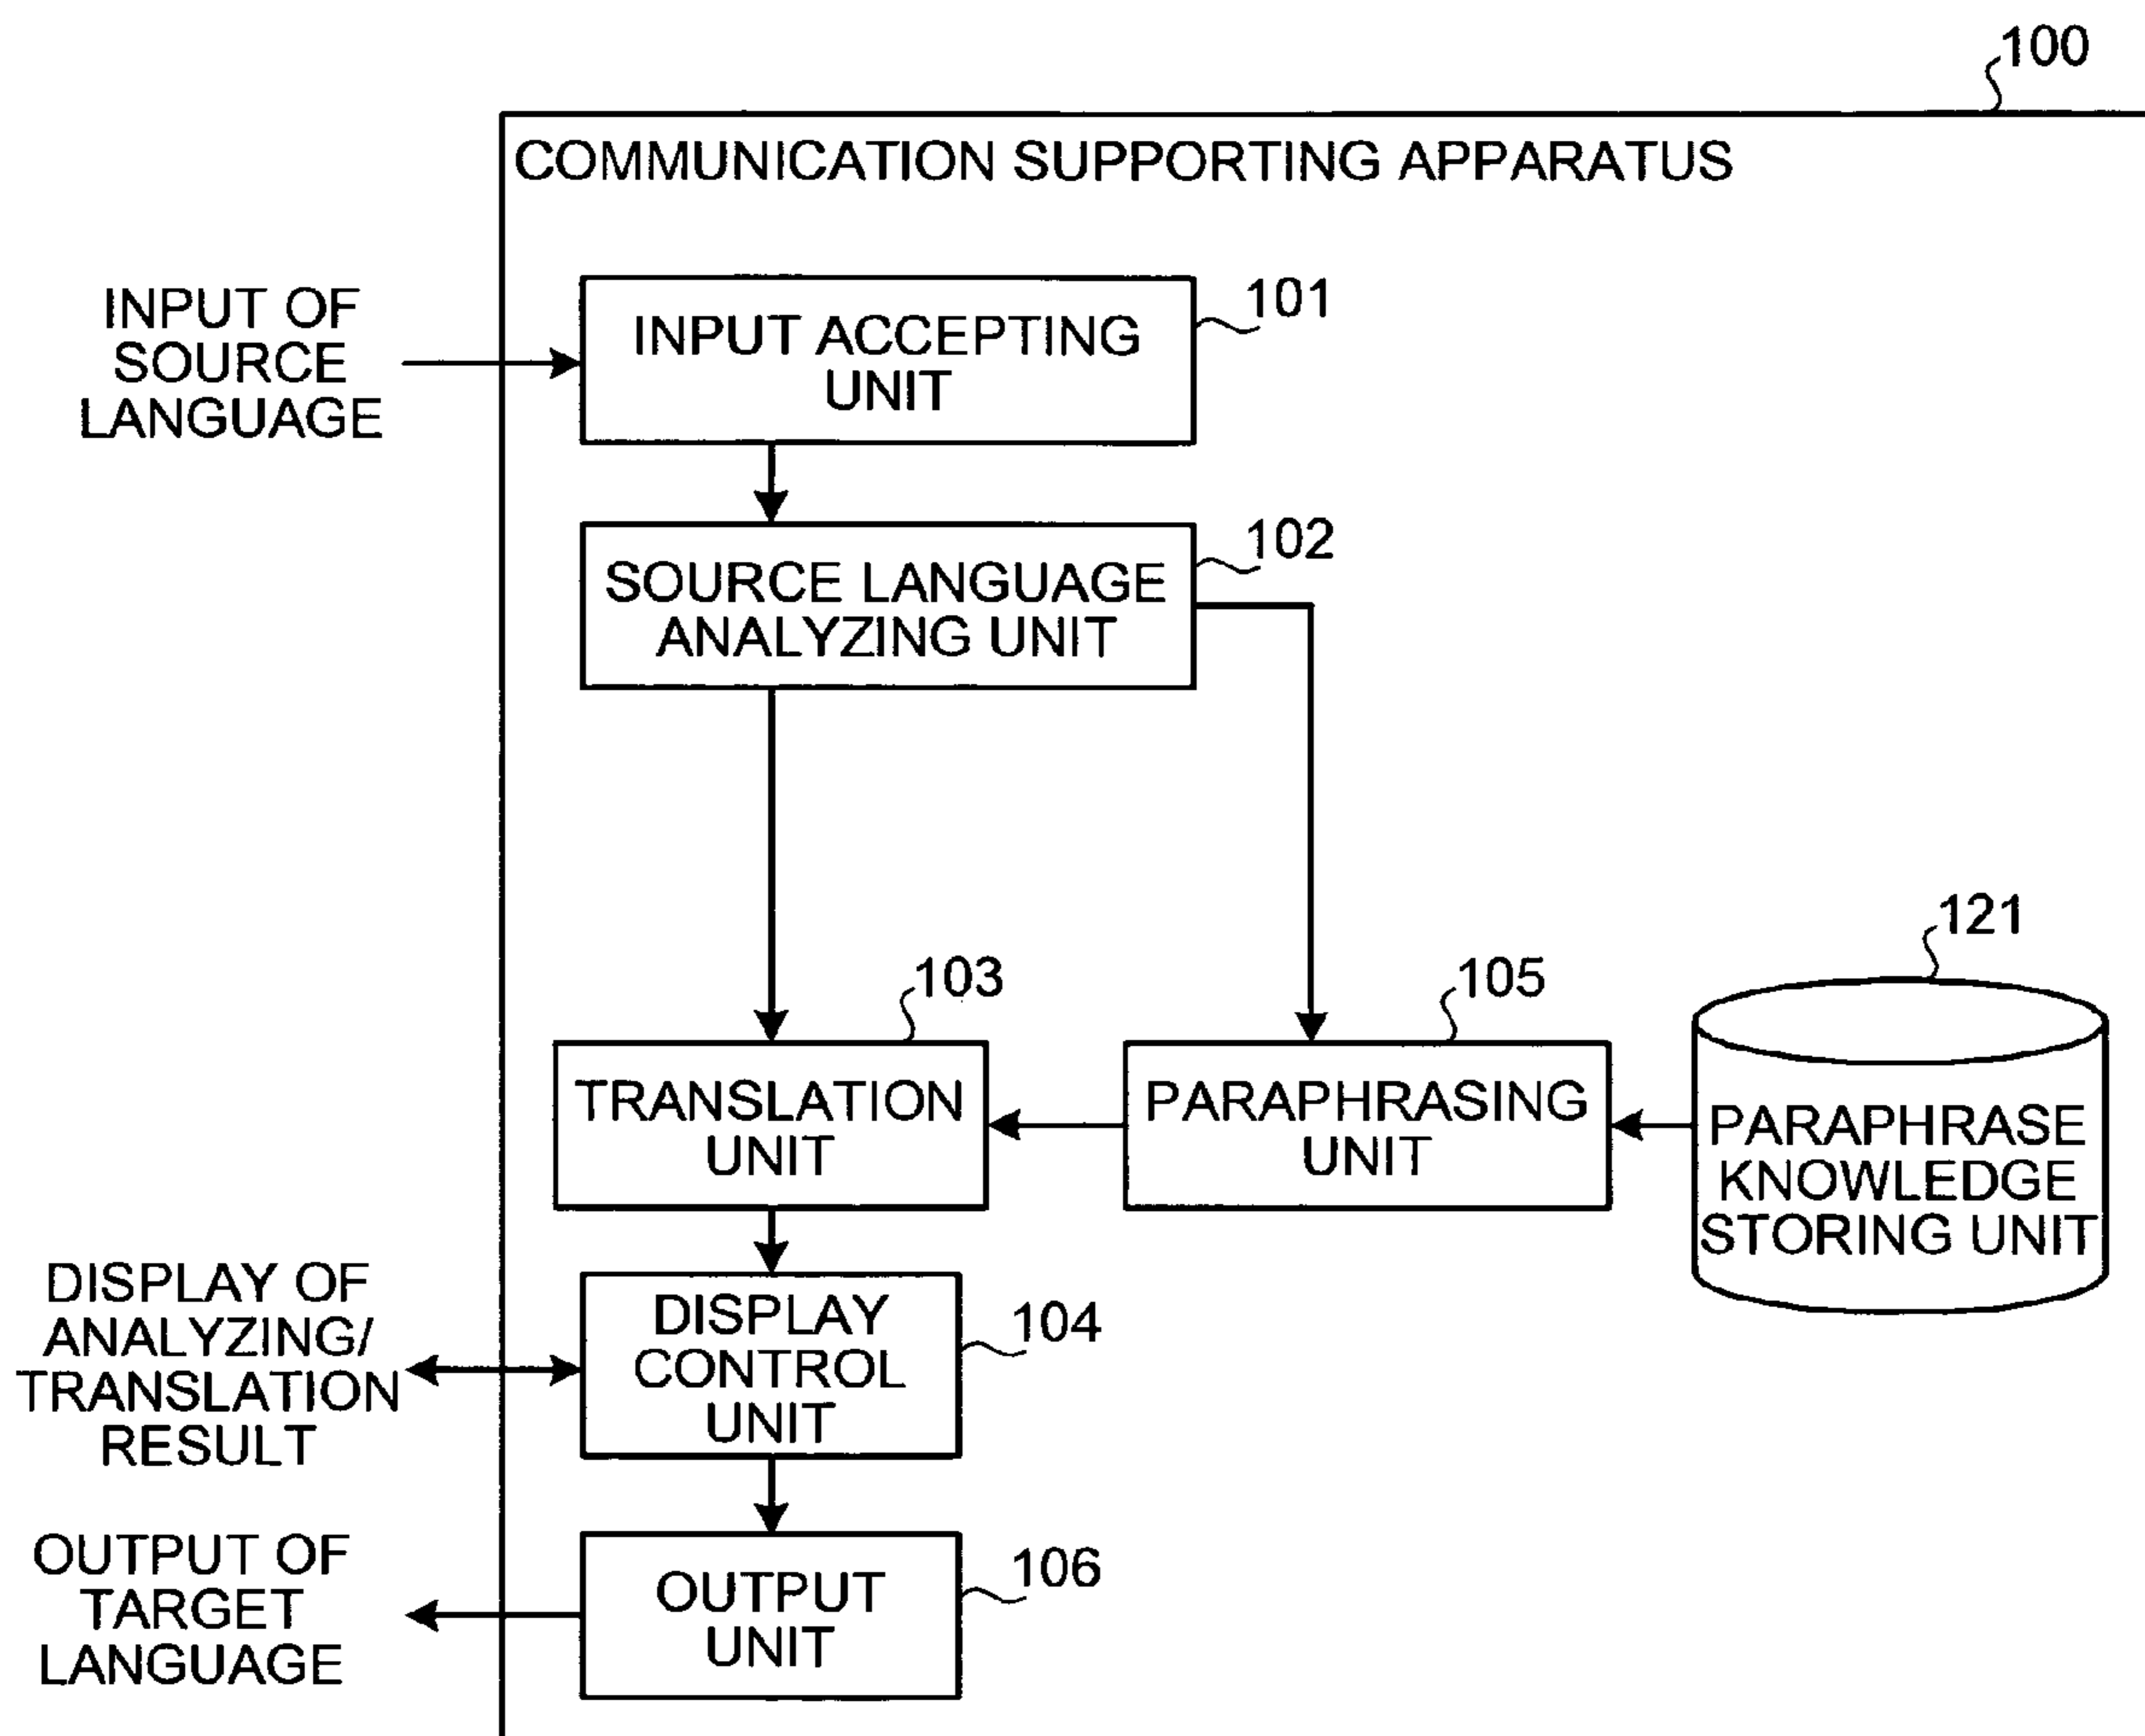 100
COMMUNICATION SUPPORTING APPARATUS
INPUT OF
SOURCE
LANGUAGE
INPUT ACCEPTING
UNIT
101
SOURCE LANGUAGE
ANALYZING UNIT
102
TRANSLATION
UNIT
103
PARAPHRASING
UNIT
105
PARAPHRASE
KNOWLEDGE
STORING UNIT
121
DISPLAY OF
ANALYZING/
TRANSLATION
RESULT
DISPLAY
CONTROL
UNIT
104
OUTPUT OF
TARGET
LANGUAGE
OUTPUT
UNIT
106